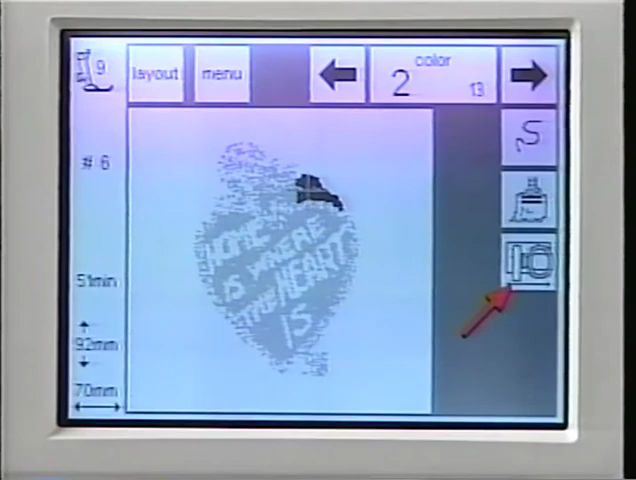 9
layout
menu
color
2
13
# 6
51min
92mm
70mm
HOME
IS WHERE
THE HEART
IS